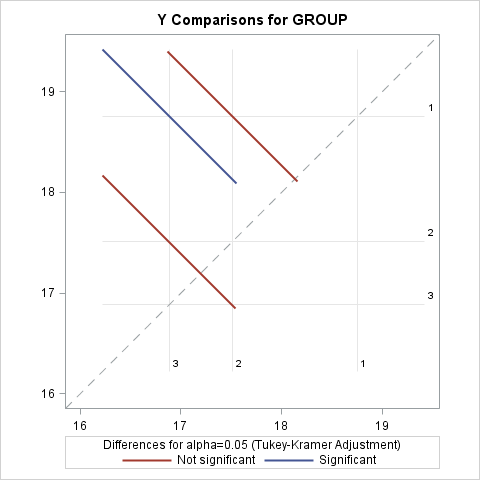 Y Comparisons for GROUP
19
18
17
16
1
2
3
3 2 1
16 17 18 19
Differences for alpha=0.05 (Tukey-Kramer Adjustment)
Not significant Significant